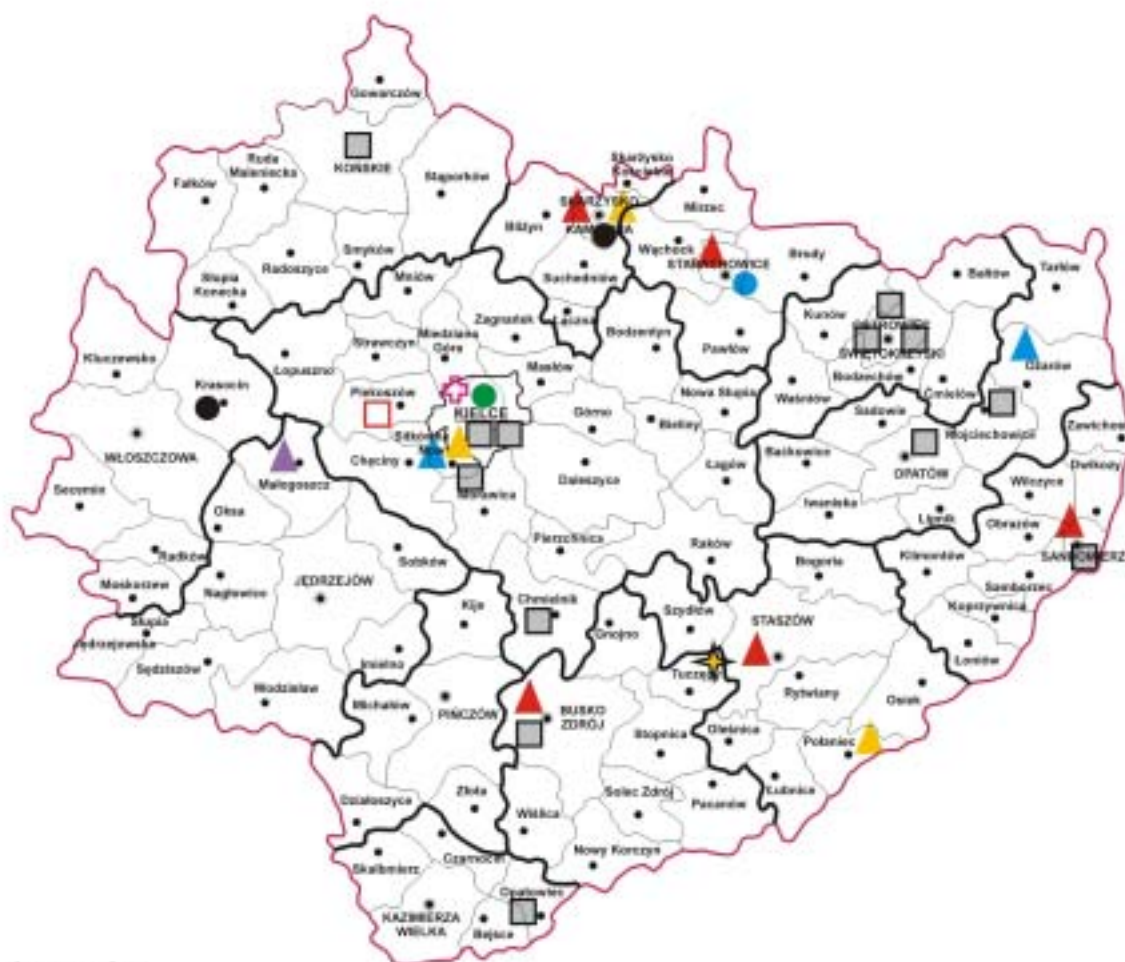 Gowarczów
KOŃSKIE
Ruda
Maleniecka
Fałków
Stąporków
Radoszyce
Smyków
Słupia
Konecka
Skarżysko
Kościelne
SKARŻYSKO
KAMIENNA
Bliżyn
Suchedniów
Łączna
Mirzec
Wąchock
STARACHOWICE
Brody
Pawłów
Bałtów
Tarłów
Kunów
OSTROWIEC
ŚWIĘTOKRZYSKI
Bodzechów
Ćmielów
Waśniów
Ożarów
Mniów
Zagnańsk
Bodzentyn
Strawczyn
Miedziana
Góra
Masłów
Łopuszno
Piekoszów
KIELCE
Górno
Bieliny
Nowa Słupia
Sitkówka
Chęciny
Morawica
Daleszyce
Łagów
Pierzchnica
Raków
Chmielnik
Kluczewsko
Krasocin
WŁOSZCZOWA
Secemin
Radków
Moskorzew
Małogoszcz
Oksa
Sobków
JĘDRZEJÓW
Nagłowice
Słupia
Jędrzejowska
Sędziszów
Imielno
Wodzisław
Sadowie
Wojciechowice
OPATÓW
Baćkowice
Iwaniska
Lipnik
Zawichost
Dwikozy
Wilczyce
Obrazów
SANDOMIERZ
Klimontów
Samborzec
Koprzywnica
Łoniów
Bogoria
Szydłów
STASZÓW
Rytwiany
Osiek
Oleśnica
Połaniec
Łubnice
Kije
Michałów
PIŃCZÓW
Działoszyce
Złota
Gnojno
Tuczępy
BUSKO
ZDRÓJ
Stopnica
Solec Zdrój
Pacanów
Wiślica
Nowy Korczyn
Skalbmierz
Czarnocin
KAZIMIERZA
WIELKA
Opatowiec
Bejsce